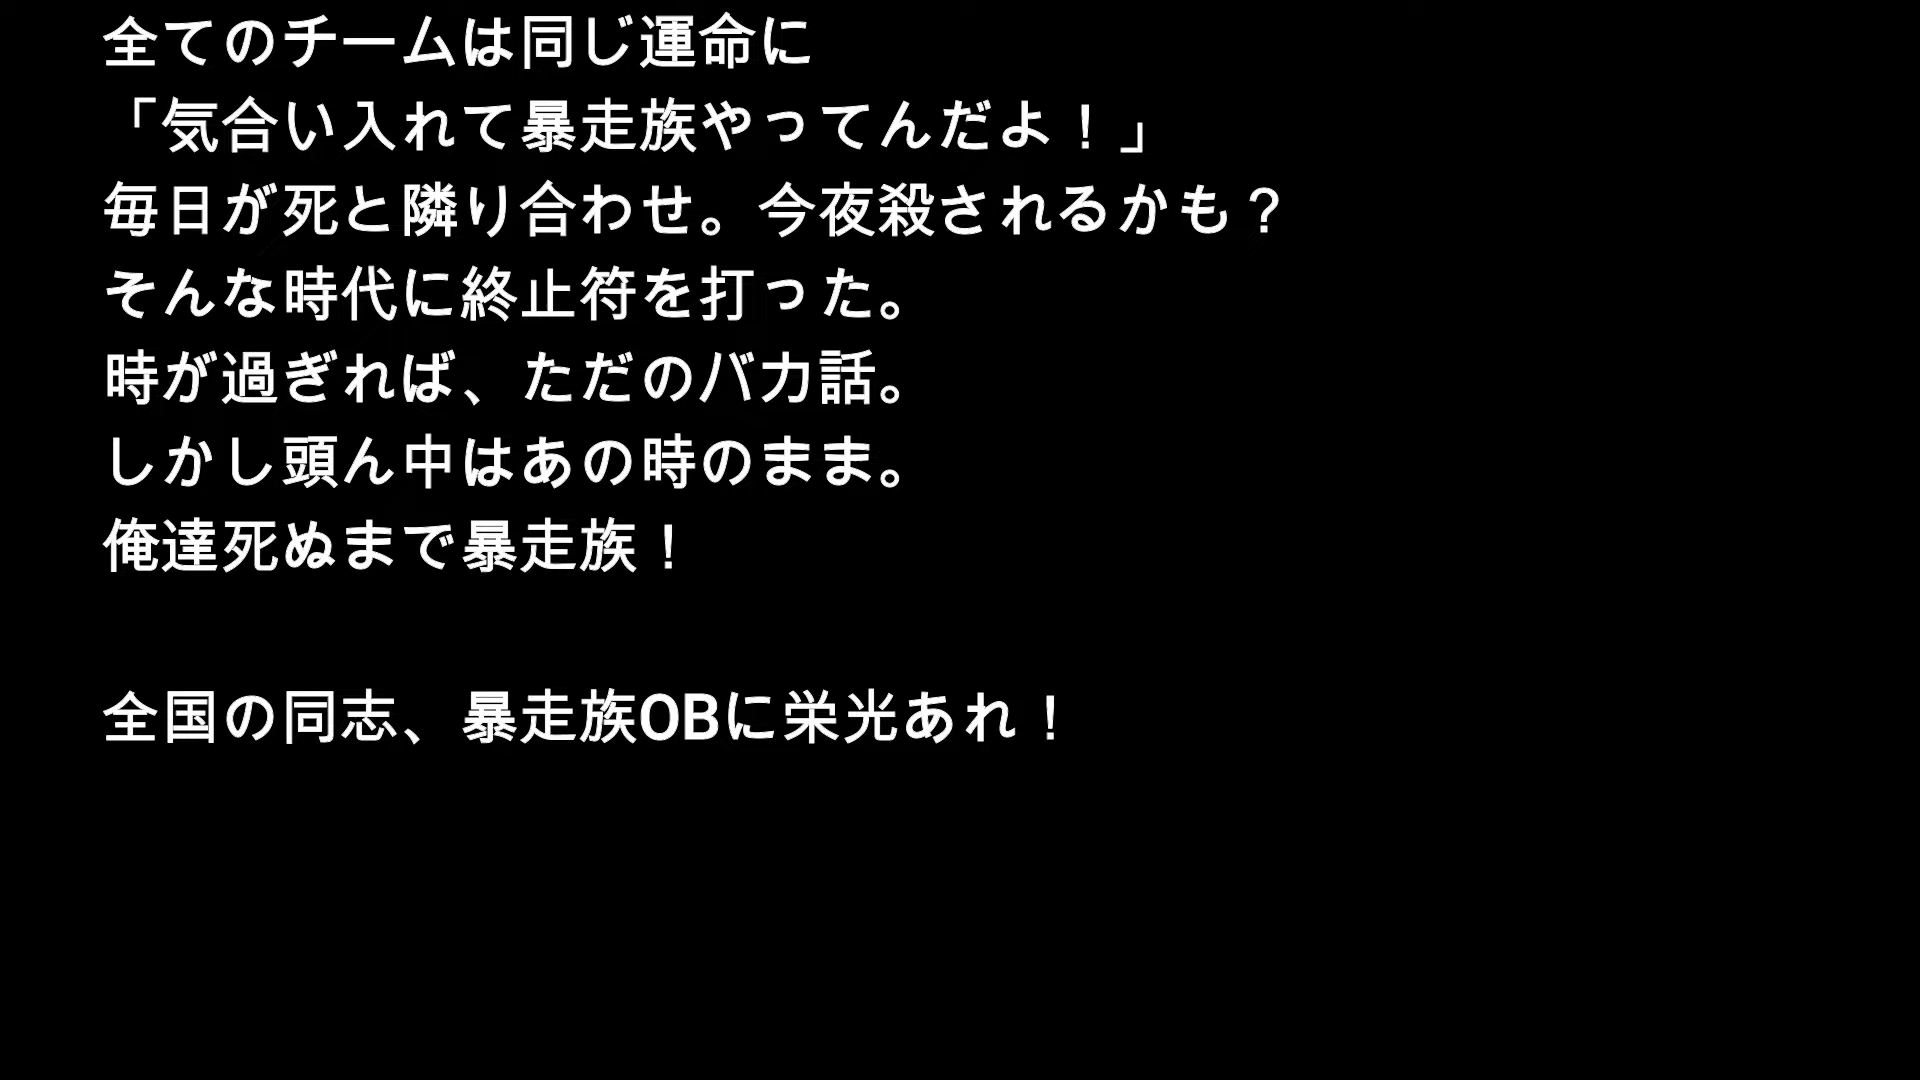 全てのチームは同じ運命に
「気合い入れて暴走族やってんだよ！」
毎日が死と隣り合わせ。今夜殺されるかも？
そんな時代に終止符を打った。
時が過ぎれば、ただのバカ話。
しかし頭ん中はあの時のまま。
俺達死ぬまで暴走族！
全国の同志、暴走族OBに栄光あれ！